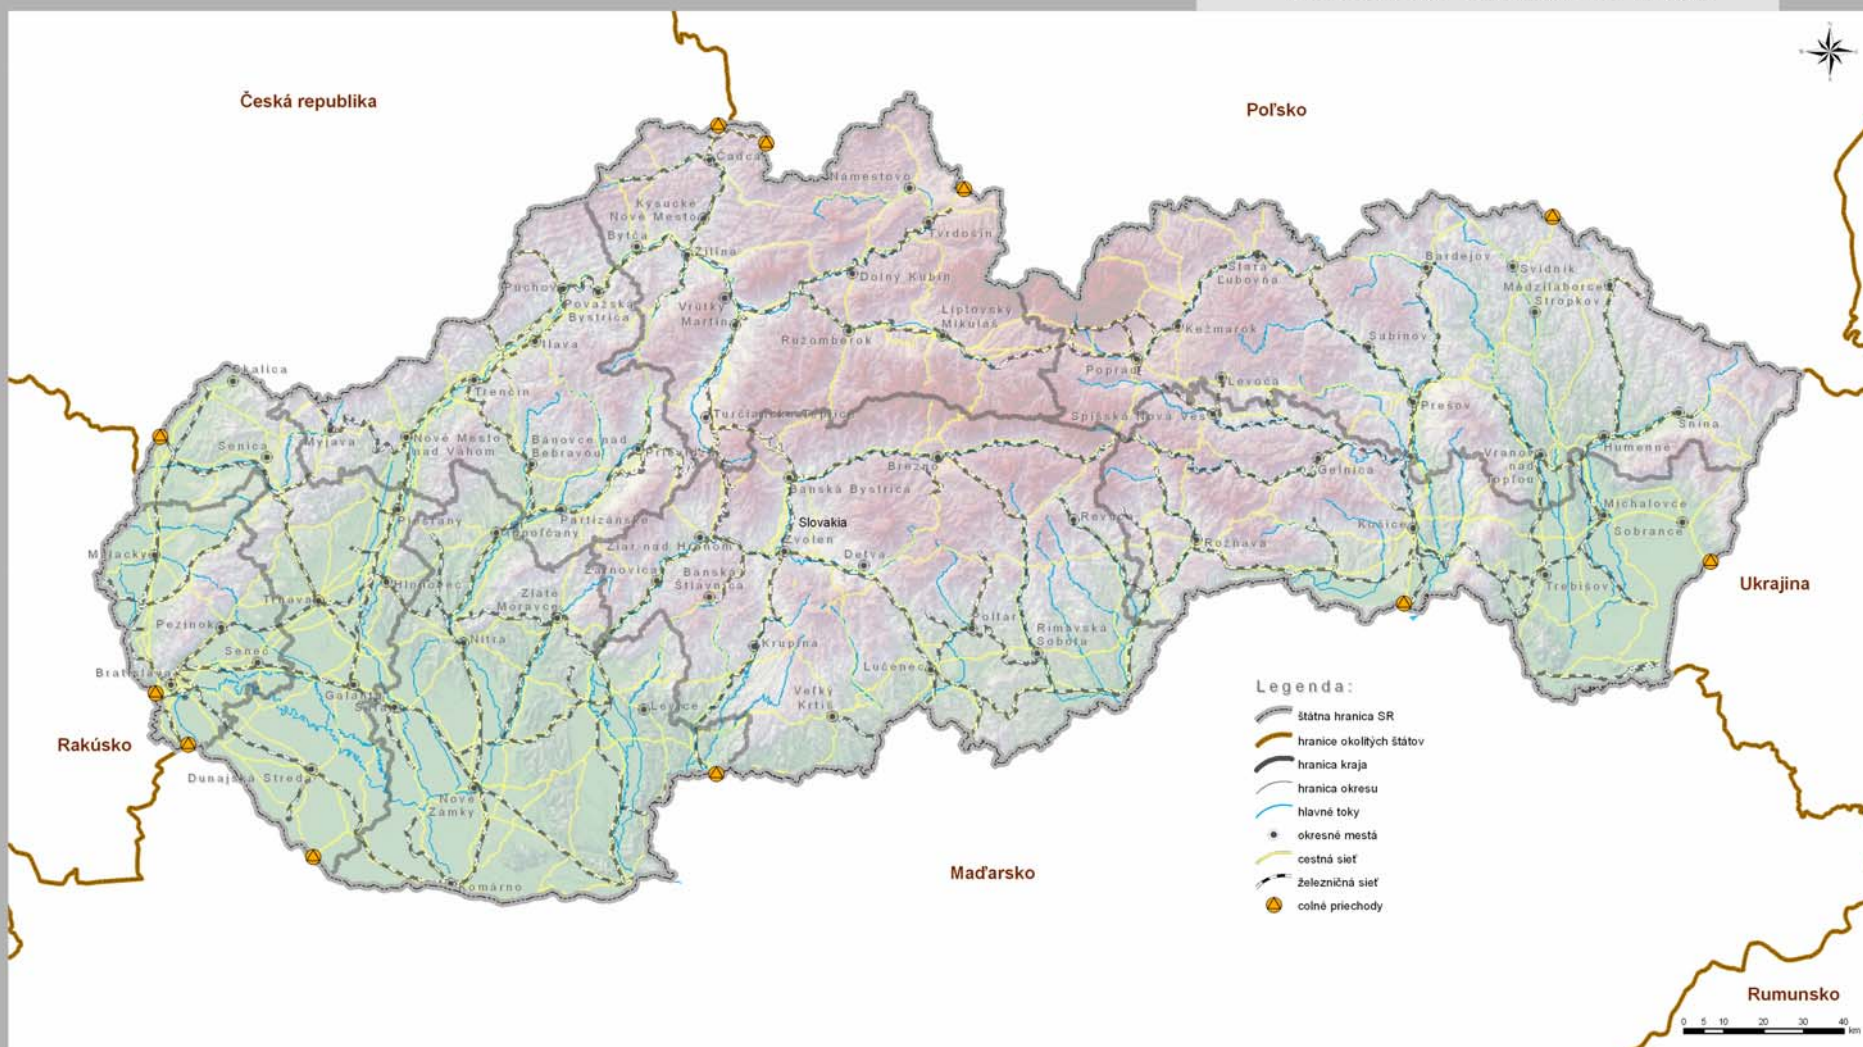 Česká republika
Poľsko
Čadca
Námestovo
Kysucké
Nové Mesto
Bytča
Žilina
Tvrdošín
Dolný Kubín
Stará
Ľubovňa
Bardejov
Svidník
Medzilaborce
Stropkov
Púchov
Považská
Bystrica
Vrútky
Martin
Liptovský
Mikuláš
Ružomberok
Kežmarok
Sabinov
Ilava
Poprad
Levoča
Skalica
Trenčín
Turčianske Teplice
Spišská Nová Ves
Prešov
Snina
Senica
Myjava
Nové Mesto
nad Váhom
Bánovce nad
Bebravou
Prievidza
Brezno
Gelnica
Vranov
nad
Topľou
Humenné
Banská Bystrica
Michalovce
Piešťany
Partizánske
Topoľčany
Slovakia
Zvolen
Žiar nad Hronom
Detva
Revúca
Rožňava
Košice
Sobrance
Malacky
Hlohovec
Žarnovica
Banská
Štiavnica
Trebišov
Ukrajina
Trnava
Zlaté
Moravce
Pezinok
Nitra
Krupina
Poltár
Rimavská
Sobota
Senec
Bratislava
Galanta
Šaľa
Levice
Veľký
Krtíš
Lučenec
Rakúsko
Dunajská Streda
Nové
Zámky
Komárno
Maďarsko
Legenda:
štátna hranica SR
hranice okolitých štátov
hranica kraja
hranica okresu
hlavné toky
okresné mestá
cestná sieť
železničná sieť
colné priechody
Rumunsko
0 5 10 20 30 40
km